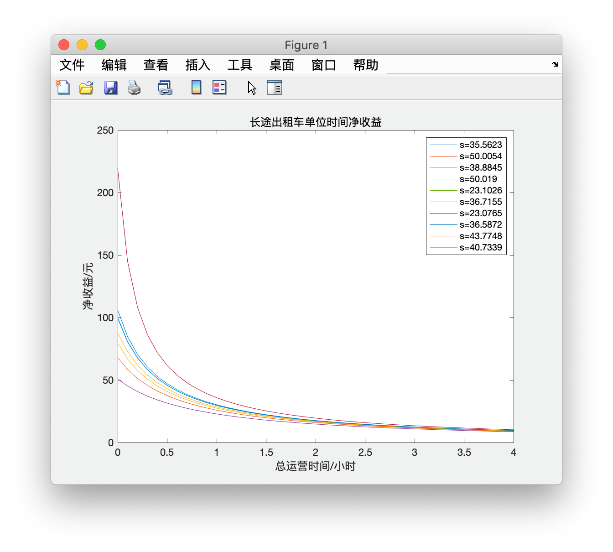 Figure 1
文件 编辑 查看 插入 工具 桌面 窗口 帮助
长途出租车单位时间净收益
250
200
150
100
50
0
净收益/元
s=35.5623
s=50.0054
s=38.8845
s=50.019
s=23.1026
s=36.7155
s=23.0765
s=36.5872
s=43.7748
s=40.7339
0 0.5 1 1.5 2 2.5 3 3.5 4
总运营时间/小时